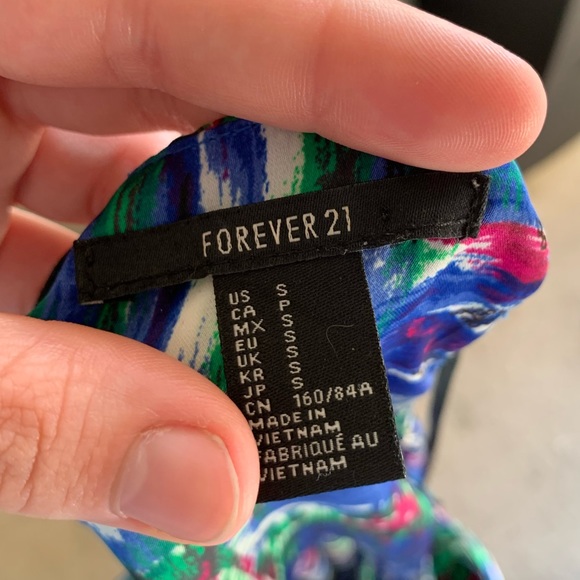 FOREVER 21
US S
CA P
MX S
EU S
UK S
KR S
JP S
CN 160/84A
MADE IN
VIETNAM
FABRIQUÉ AU
VIETNAM